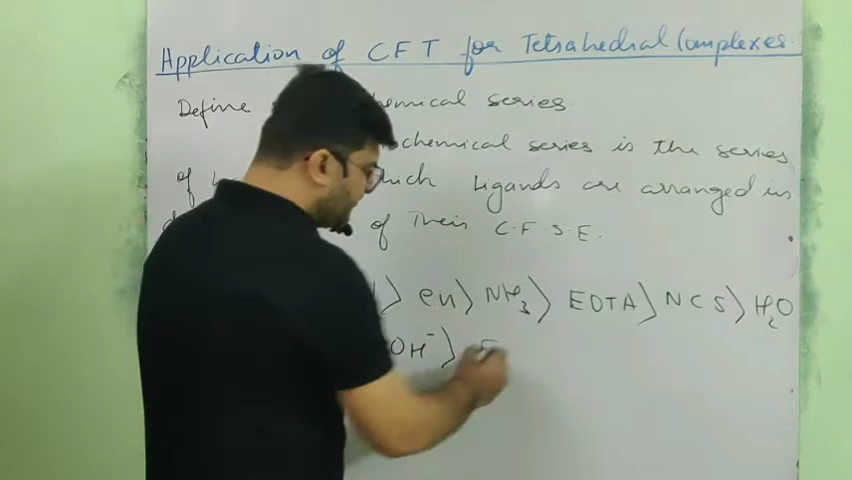 Application of CFT for Tetrahedral Complexes.
Define chemical series
chemical series is the series
of which Ligands are arranged in
of Their C.F.S.E.
> en > NH3 > EDTA > NCS > H2O
OH⁻ >